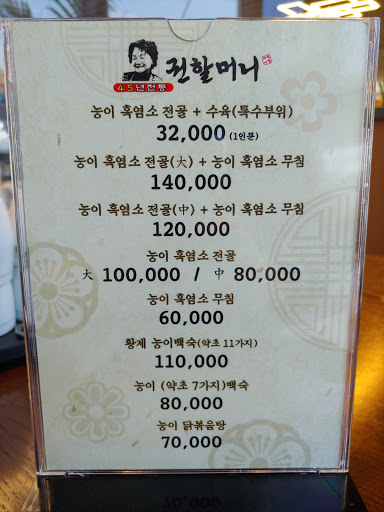 전할머니
45년전통
능이 흑염소 전골 + 수육(특수부위)
32,000 (1인분)
능이 흑염소 전골(大) + 능이 흑염소 무침
140,000
능이 흑염소 전골(中) + 능이 흑염소 무침
120,000
능이 흑염소 전골
大 100,000 / 中 80,000
능이 흑염소 무침
60,000
황제 능이백숙(약초 11가지)
110,000
능이 (약초 7가지)백숙
80,000
능이 닭볶음탕
70,000